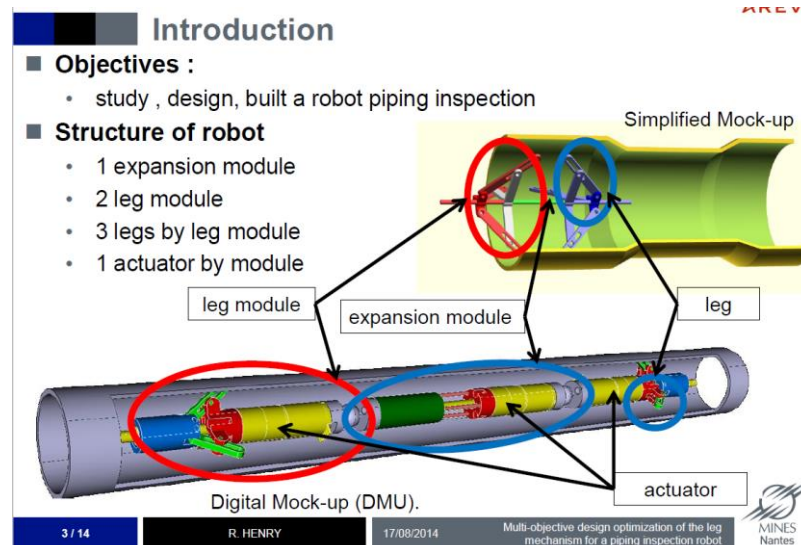 Introduction
■ Objectives :
• study , design, built a robot piping inspection
■ Structure of robot
• 1 expansion module
• 2 leg module
• 3 legs by leg module
• 1 actuator by module
Simplified Mock-up
leg module
expansion module
leg
actuator
Digital Mock-up (DMU).
3 / 14
R. HENRY
17/08/2014
Multi-objective design optimization of the leg
mechanism for a piping inspection robot
MINES
Nantes